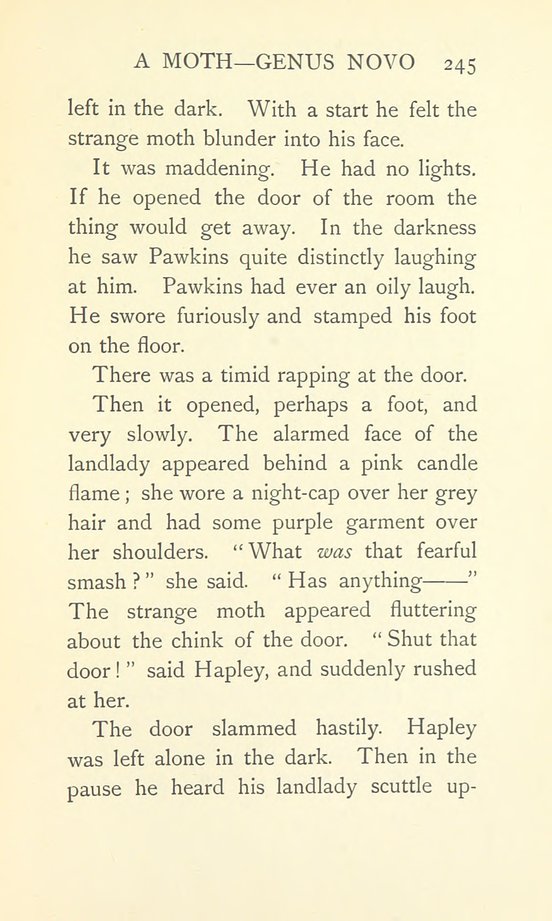 A MOTH—GENUS NOVO 245
left in the dark. With a start he felt the
strange moth blunder into his face.
It was maddening. He had no lights.
If he opened the door of the room the
thing would get away. In the darkness
he saw Pawkins quite distinctly laughing
at him. Pawkins had ever an oily laugh.
He swore furiously and stamped his foot
on the floor.
There was a timid rapping at the door.
Then it opened, perhaps a foot, and
very slowly. The alarmed face of the
landlady appeared behind a pink candle
flame ; she wore a night-cap over her grey
hair and had some purple garment over
her shoulders. “ What was that fearful
smash ? ” she said. “ Has anything——”
The strange moth appeared fluttering
about the chink of the door. “ Shut that
door ! ” said Hapley, and suddenly rushed
at her.
The door slammed hastily. Hapley
was left alone in the dark. Then in the
pause he heard his landlady scuttle up-